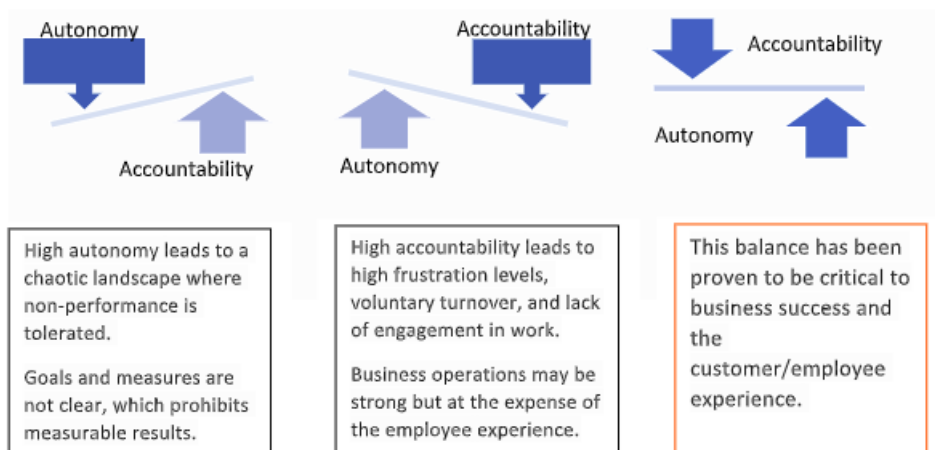 Autonomy
Accountability
Accountability
Autonomy
Accountability
Autonomy
High autonomy leads to a
chaotic landscape where
non-performance is
tolerated.
Goals and measures are
not clear, which prohibits
measurable results.
High accountability leads to
high frustration levels,
voluntary turnover, and lack
of engagement in work.
Business operations may be
strong but at the expense of
the employee experience.
This balance has been
proven to be critical to
business success and
the
customer/employee
experience.